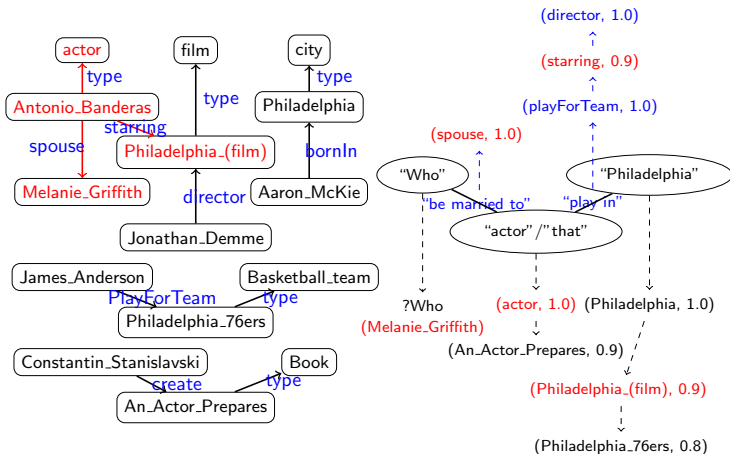 actor
film
city
type
type
type
Antonio_Banderas
Philadelphia
starring
spouse
Philadelphia_(film)
bornIn
Melanie_Griffith
director
Aaron_McKie
Jonathan_Demme
James_Anderson
Basketball_team
PlayForTeam
type
Philadelphia_76ers
Constantin_Stanislavski
Book
create
type
An_Actor_Prepares
(director, 1.0)
(starring, 0.9)
(playForTeam, 1.0)
(spouse, 1.0)
“Who”
“Philadelphia”
“be married to”
“play in”
“actor”/”that”
?Who
(Melanie_Griffith)
(actor, 1.0)
(Philadelphia, 1.0)
(An_Actor_Prepares, 0.9)
(Philadelphia_(film), 0.9)
(Philadelphia_76ers, 0.8)